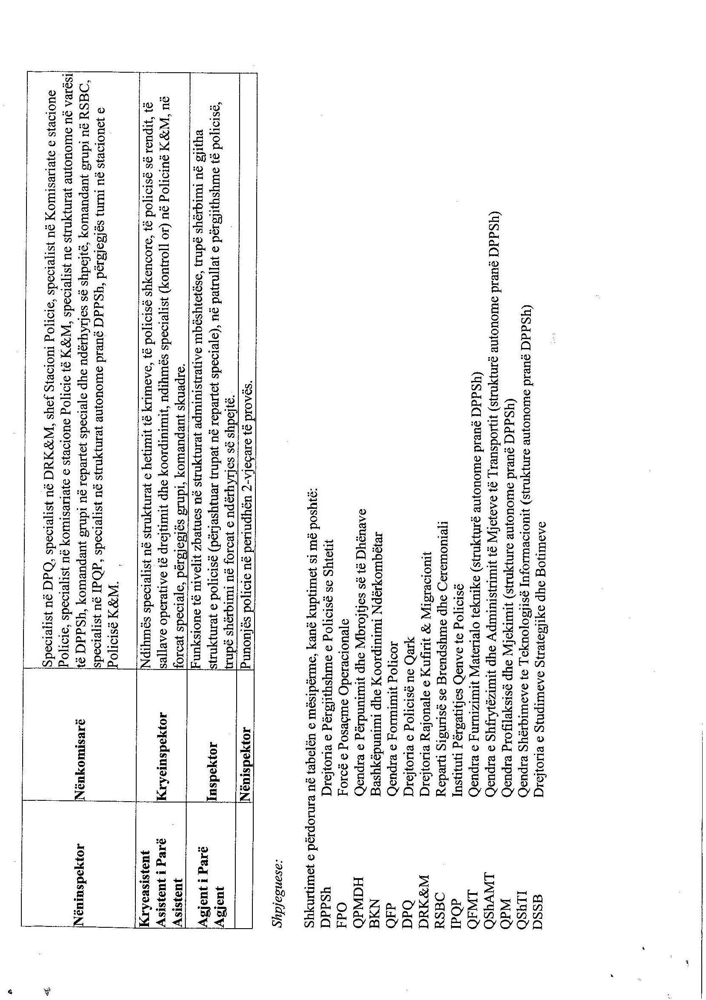 Nëninspektor
Nënkomisarë
Specialist në DPQ, specialist në DRK&M, shef Stacioni Policie, specialist në Komisariate e stacione
Policie, specialist në komisariate e stacione Policie të K&M, specialist ne strukturat autonome në varësi
të DPPSh, komandant grupi në repartet speciale dhe ndërhyrjes së shpejtë, komandant grupi në RSBC,
specialist në IPQP, specialist në strukturat autonome pranë DPPSh, përgjegjës turni në stacionet e
Policisë K&M.
Kryeasistent
Asistent i Parë
Asistent
Kryeinspektor
Ndihmës specialist në strukturat e hetimit të krimeve, të policisë shkencore, të policisë së rendit, të
sallave operative të drejtimit dhe koordinimit, ndihmës specialist (kontroll or) në Policinë K&M, në
forcat speciale, përgjegjës grupi, komandant skuadre.
Agjent i Parë
Agjent
Inspektor
Funksione të nivelit zbatues në strukturat administrative mbështetëse, trupë shërbimi në gjitha
strukturat e policisë (përjashtuar trupat në repartet speciale), në patrullat e përgjithshme të policisë,
trupë shërbimi në forcat e ndërhyrjes së shpejtë.
Nënispektor
Punonjës policie në periudhën 2-vjeçare të provës.
Shpjeguese:
Shkurtimet e përdorura në tabelën e mësipërme, kanë kuptimet si më poshtë:
DPPSh Drejtoria e Përgjithshme e Policisë se Shtetit
FPO Forcë e Posaçme Operacionale
QPMDH Qendra e Përpunimit dhe Mbrojtjes së të Dhënave
BKN Bashkëpunimi dhe Koordinimi Ndërkombëtar
QFP Qendra e Formimit Policor
DPQ Drejtoria e Policisë ne Qark
DRK&M Drejtoria Rajonale e Kufirit & Migracionit
RSBC Reparti Sigurisë se Brendshme dhe Ceremoniali
IPQP Instituti Përgatitjes Qenve te Policisë
QFMT Qendra e Furnizimit Materialo teknike (strukturë autonome pranë DPPSh)
QShAMT Qendra e Shfrytëzimit dhe Administrimit të Mjeteve të Transportit (strukturë autonome pranë DPPSh)
QPM Qendra Profilaksisë dhe Mjekimit (strukture autonome pranë DPPSh)
QShTI Qendra Shërbimeve te Teknologjisë Informacionit (strukture autonome pranë DPPSh)
DSSB Drejtoria e Studimeve Strategjike dhe Botimeve